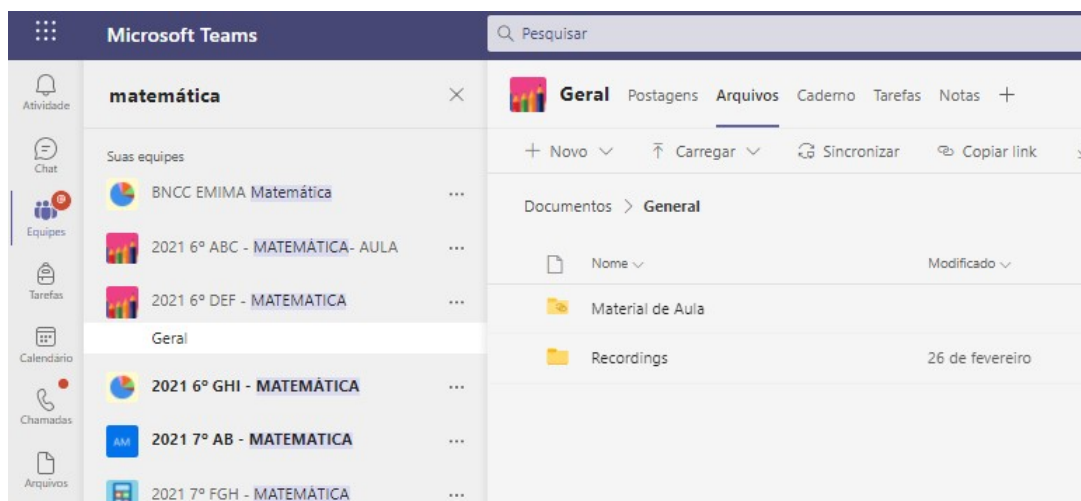 Microsoft Teams
Pesquisar
Atividade
Chat
Equipes
Tarefas
Calendário
Chamadas
Arquivos
matemática
Suas equipes
BNCC EMIMA Matemática
2021 6º ABC - MATEMÁTICA- AULA
2021 6º DEF - MATEMATICA
Geral
2021 6º GHI - MATEMÁTICA
AM 2021 7º AB - MATEMATICA
2021 7º FGH - MATEMÁTICA
Geral Postagens Arquivos Caderno Tarefas Notas +
+ Novo Carregar Sincronizar Copiar link
Documentos > General
Nome Modificado
Material de Aula
Recordings 26 de fevereiro